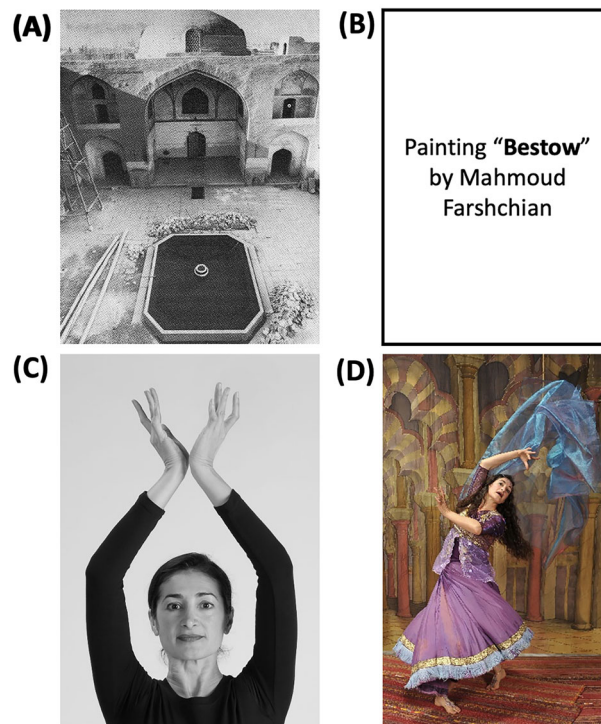 (A)
(B)
Painting “Bestow”
by Mahmoud
Farshchian
(C)
(D)